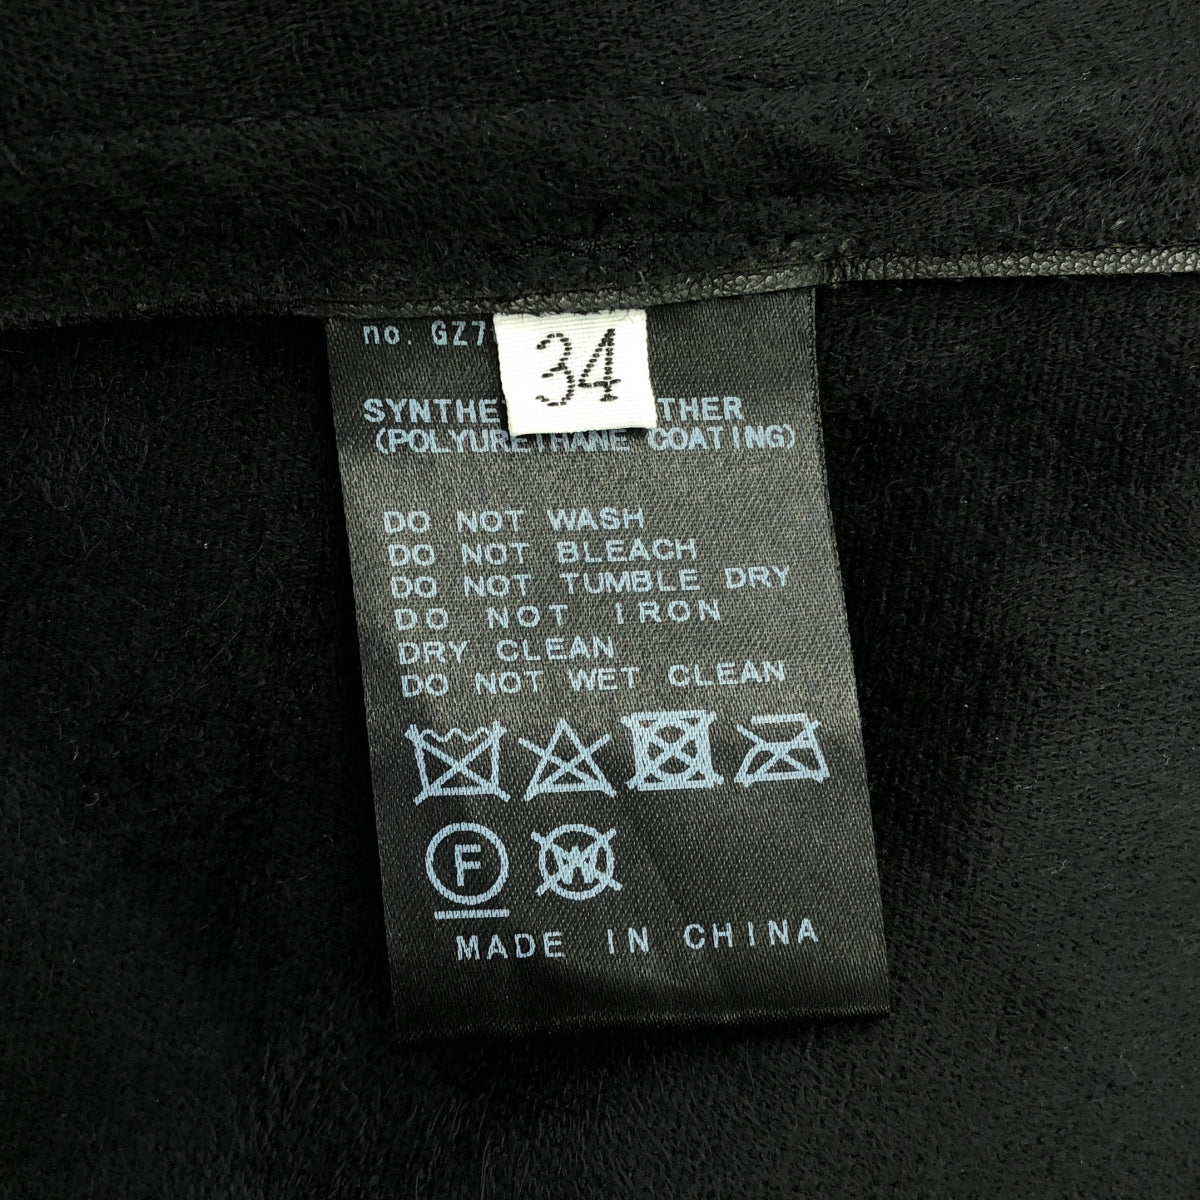 no. GZ7
34
SYNTHE THER
(POLYURETHANE COATING)
DO NOT WASH
DO NOT BLEACH
DO NOT TUMBLE DRY
DO NOT IRON
DRY CLEAN
DO NOT WET CLEAN
F W
MADE IN CHINA